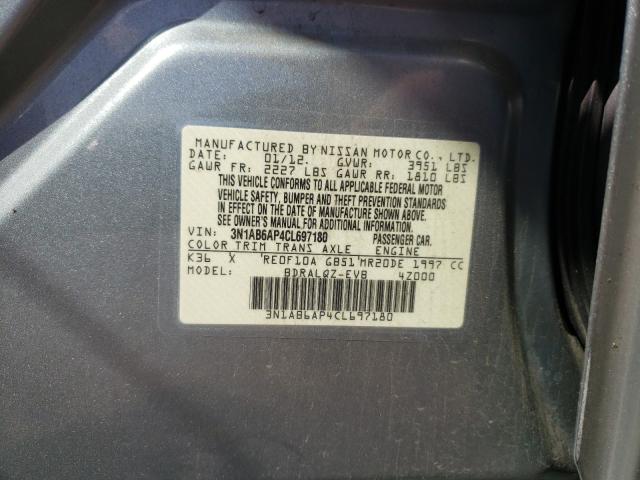 MANUFACTURED BY NISSAN MOTOR CO., LTD.
DATE: 01/12. GVWR: 3951 LBS
GAWR FR: 2227 LBS GAWR RR: 1810 LBS
THIS VEHICLE CONFORMS TO ALL APPLICABLE FEDERAL MOTOR
VEHICLE SAFETY, BUMPER AND THEFT PREVENTION STANDARDS
IN EFFECT ON THE DATE OF MANUFACTURE SHOWN ABOVE.
SEE OWNER'S MANUAL FOR ADDITIONAL INFORMATION.
VIN: 3N1AB6AP4CL697180 PASSENGER CAR.
COLOR TRIM TRANS AXLE ENGINE
K36 X 'RE0F10A GB51'MR20DE 1997 CC
MODEL: BDRALQZ-EVB 4Z000
3N1AB6AP4CL697180